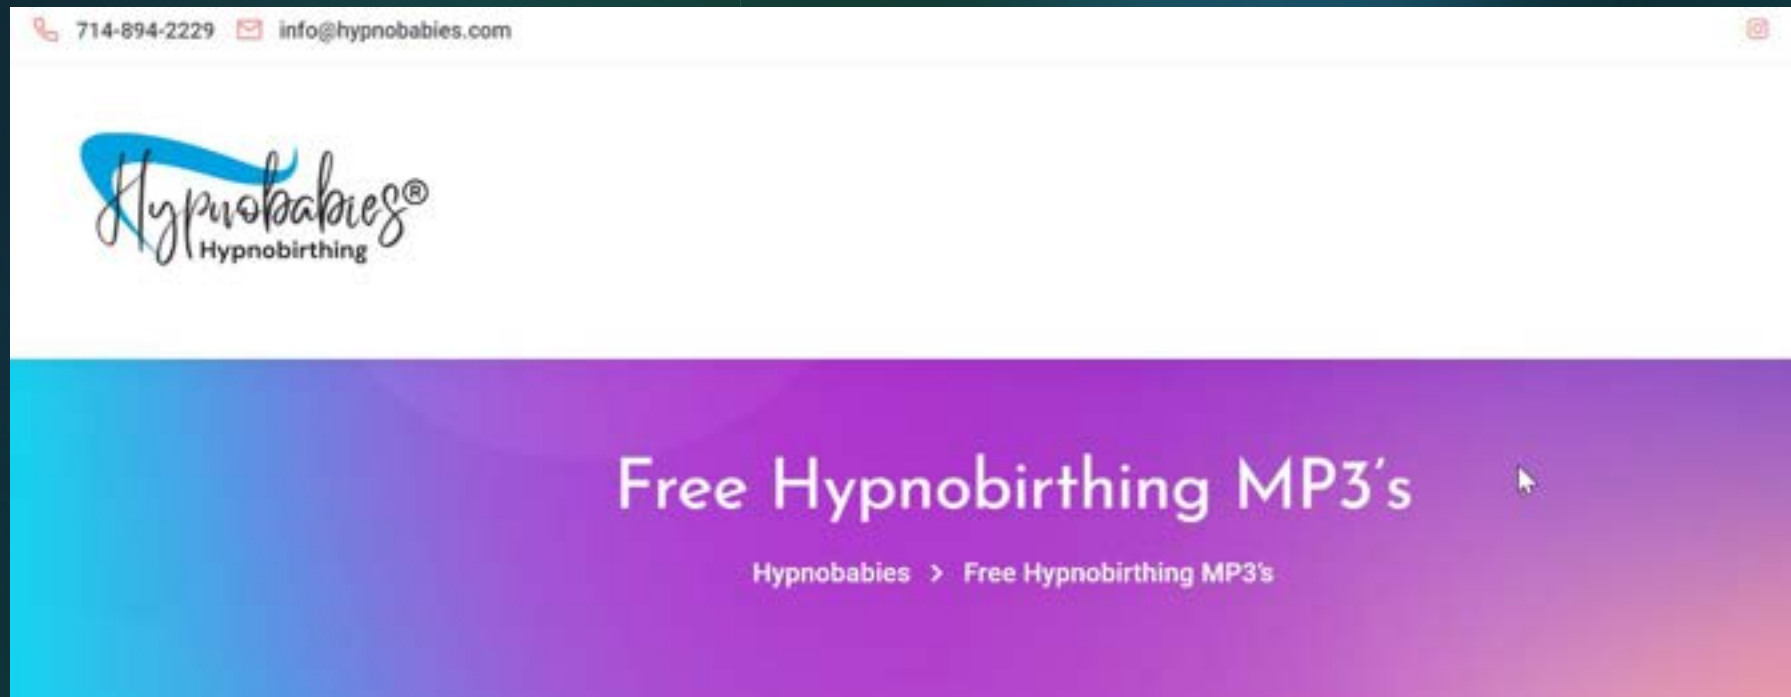 714-894-2229 info@hypnobabies.com
Hypnobabies®
Hypnobirthing
Free Hypnobirthing MP3's
Hypnobabies > Free Hypnobirthing MP3's